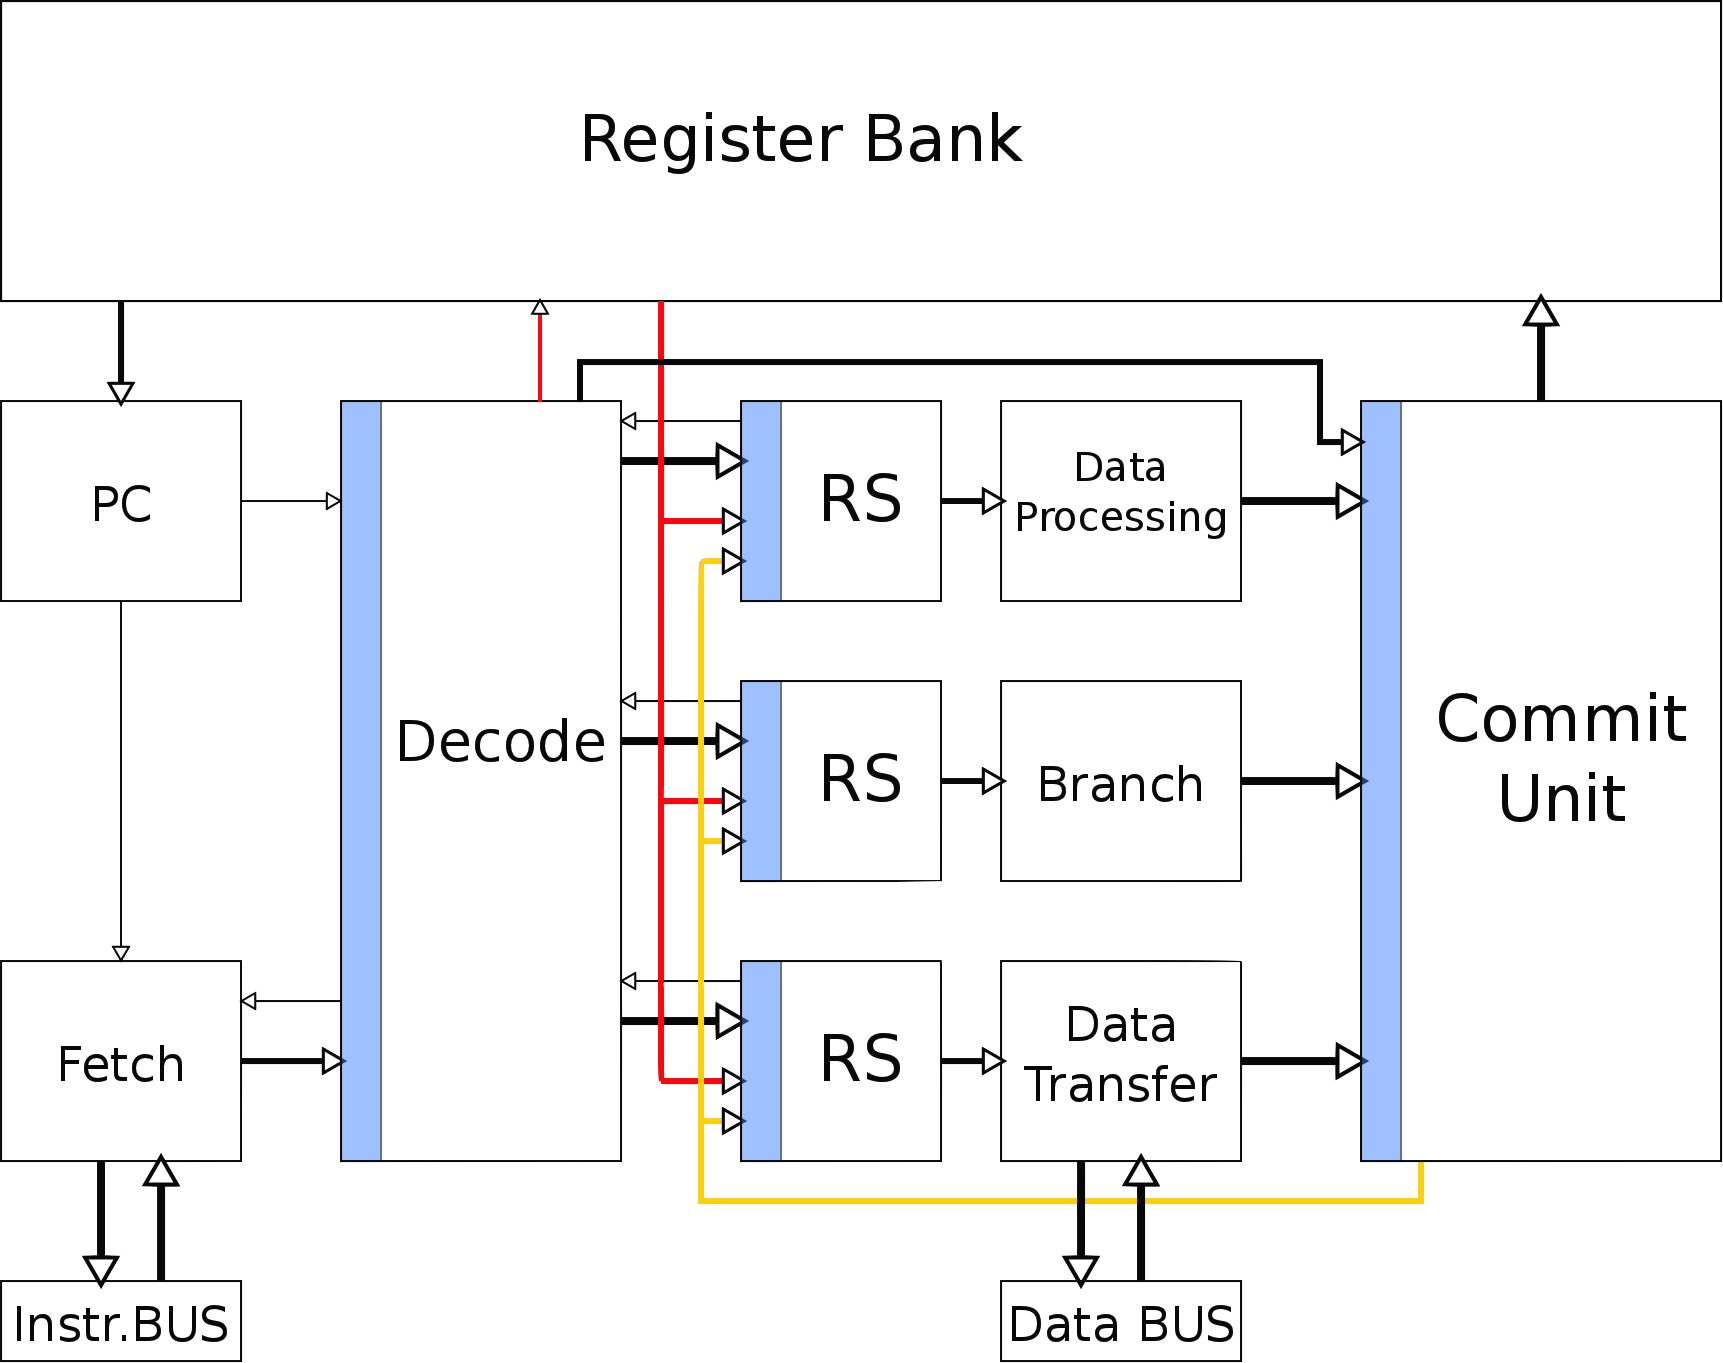 Register Bank
PC
Decode
RS
Data
Processing
RS
Branch
Commit
Unit
Fetch
RS
Data
Transfer
Instr.BUS
Data BUS